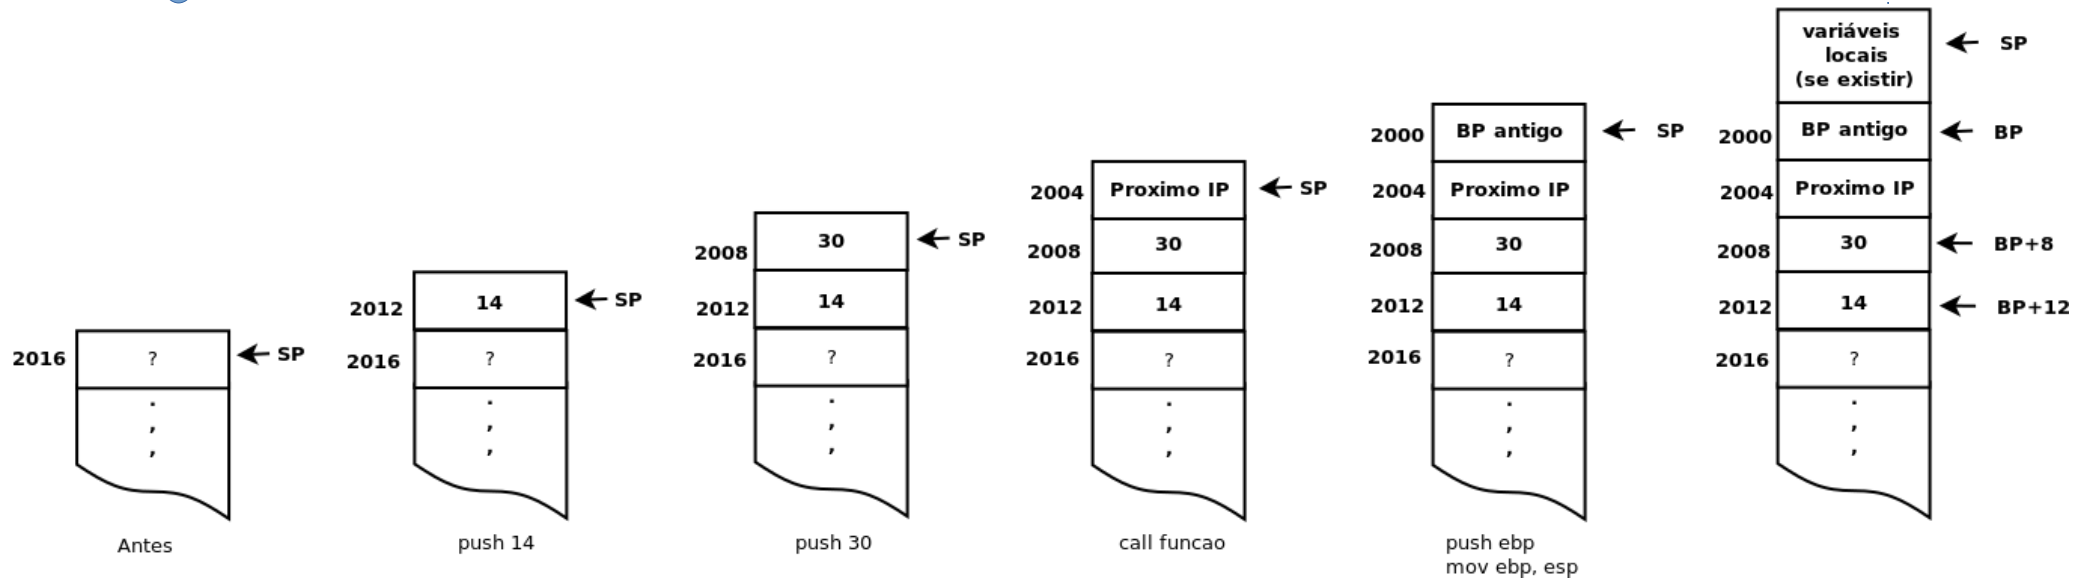 2016
?
SP
.
,
,
Antes
2012
14
SP
2016
?
.
,
,
push 14
2008
30
SP
2012
14
2016
?
.
,
,
push 30
2004
Proximo IP
SP
2008
30
2012
14
2016
?
.
,
,
call funcao
2000
BP antigo
SP
2004
Proximo IP
2008
30
2012
14
2016
?
.
,
,
push ebp
mov ebp, esp
variáveis
locais
(se existir)
SP
2000
BP antigo
BP
2004
Proximo IP
2008
30
BP+8
2012
14
BP+12
2016
?
.
,
,